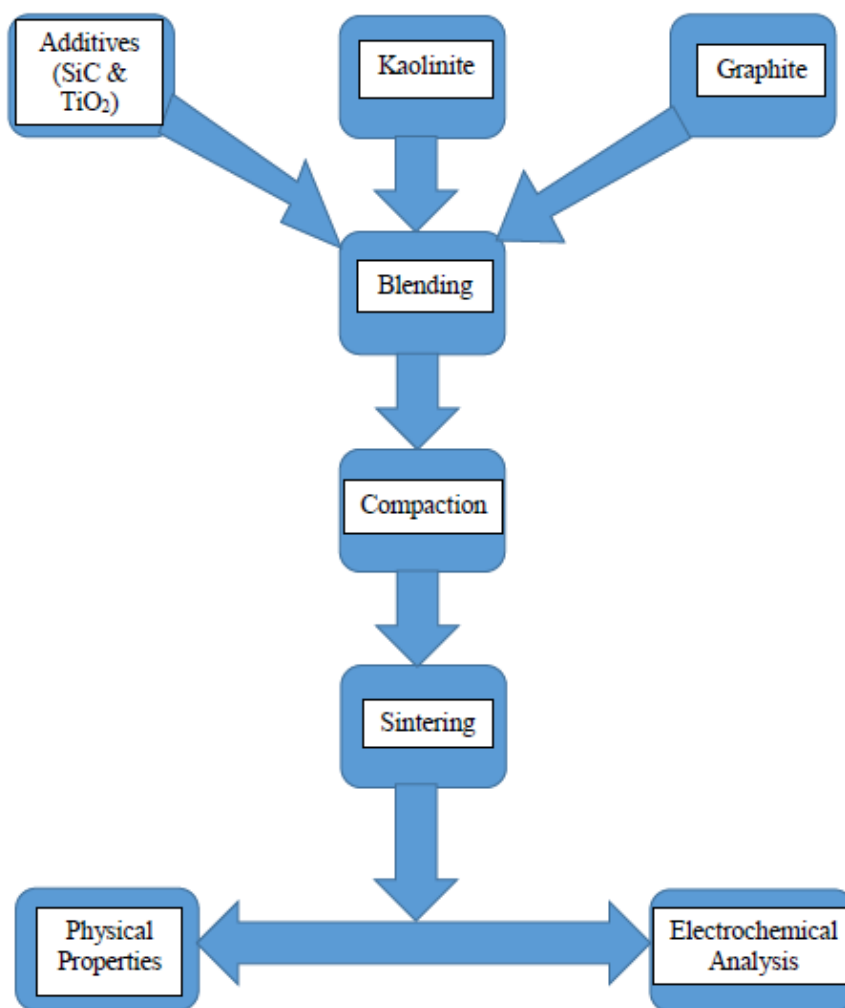 Additives
(SiC &
TiO₂)
Kaolinite
Graphite
Blending
Compaction
Sintering
Physical
Properties
Electrochemical
Analysis